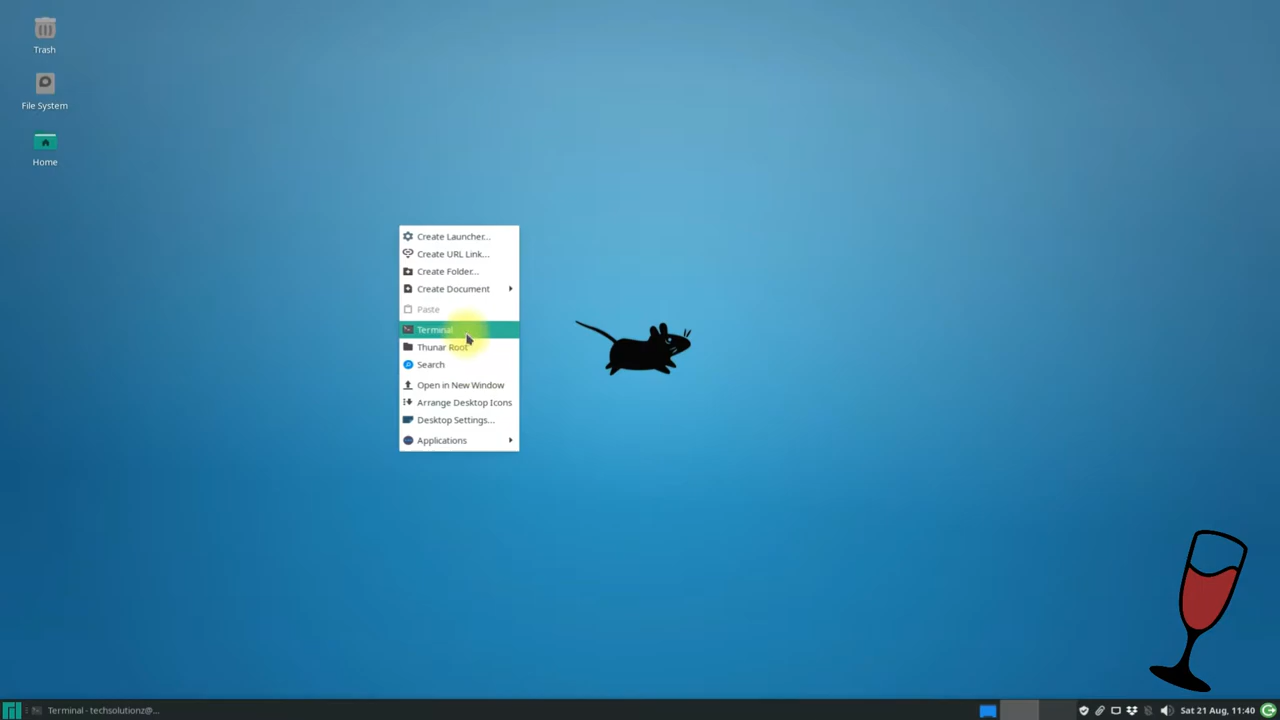 Trash
File System
Home
Create Launcher...
Create URL Link...
Create Folder...
Create Document
Paste
Terminal
Thunar Root
Search
Open in New Window
Arrange Desktop Icons
Desktop Settings...
Applications
Terminal - techsolutionz@...
Sat 21 Aug, 11:40